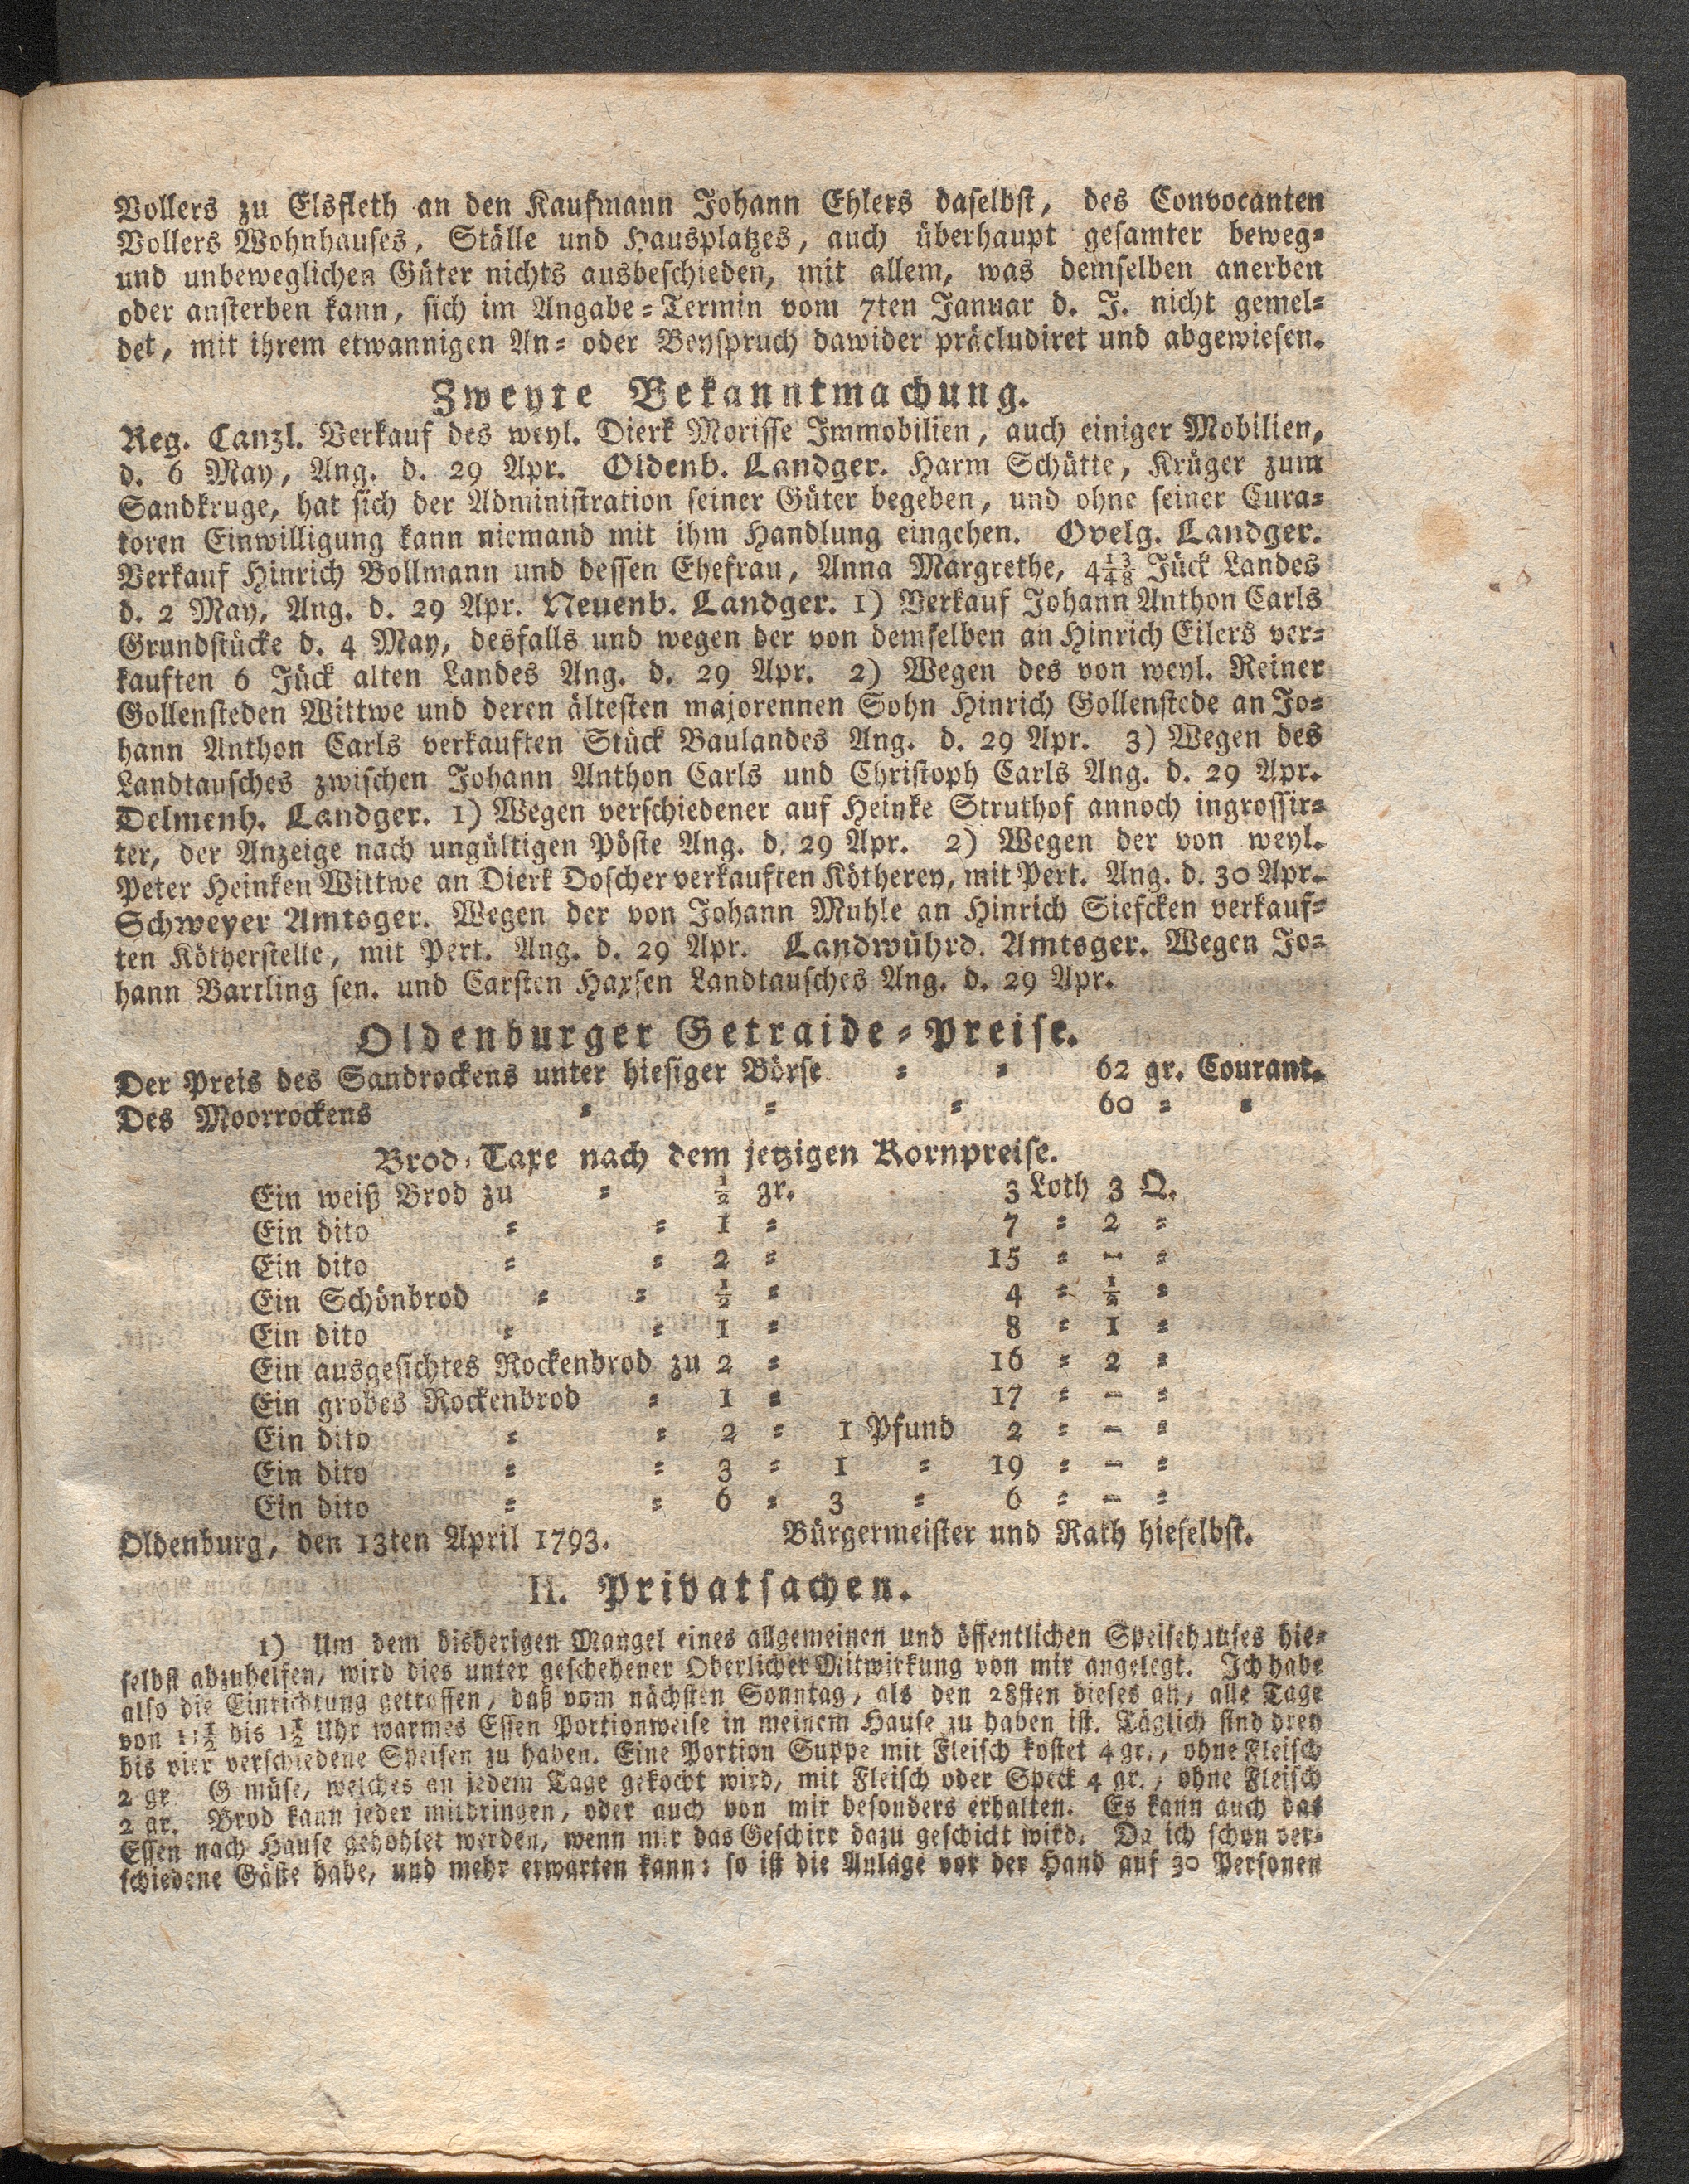 Vollers zu Elsfleth an den Kaufmann Johann Ehlers daselbst, des Convocanten
Vollers Wohnhauses, Ställe und Hausplatzes, auch überhaupt gesamter beweg=
und unbeweglichen Güter nichts ausbeschieden, mit allem, was demselben anerben
oder ansterben kann, sich im Angabe=Termin vom 7ten Januar d. J. nicht gemel=
det, mit ihrem etwannigen An= oder Beyspruch dawider präcludiret und abgewiesen.
Zweyte Bekanntmachung.
Reg. Canzl. Verkauf des weyl. Dierk Morisse Immobilien, auch einiger Mobilien,
d. 6 May, Ang. d. 29 Apr. Oldenb. Landger. Harm Schütte, Krüger zum
Sandkruge, hat sich der Administration seiner Güter begeben, und ohne seiner Cura=
toren Einwilligung kann niemand mit ihm Handlung eingehen. Ovelg. Landger.
Verkauf Hinrich Bollmann und dessen Ehefrau, Anna Margrethe, 4 1/4 3/8 Jück Landes
d. 2 May, Ang. d. 29 Apr. Neuenb. Landger. 1) Verkauf Johann Anthon Carls
Grundstücke d. 4 May, desfalls und wegen der von demselben an Hinrich Eilers ver=
kauften 6 Jück alten Landes Ang. d. 29 Apr. 2) Wegen des von weyl. Reiner
Gollensteden Wittwe und deren ältesten majorennen Sohn Hinrich Gollenstede an Jo=
hann Anthon Carls verkauften Stück Baulandes Ang. d. 29 Apr. 3) Wegen des
Landtausches zwischen Johann Anthon Carls und Christoph Carls Ang. d. 29 Apr.
Delmenh. Landger. 1) Wegen verschiedener auf Heinke Struthof annoch ingrossir=
ter, der Anzeige nach ungültigen Pöste Ang. d. 29 Apr. 2) Wegen der von weyl.
Peter Heinken Wittwe an Dierk Doscher verkauften Kötherey, mit Pert. Ang. d. 30 Apr.
Schweyer Amtsger. Wegen der von Johann Muhle an Hinrich Siefcken verkauf=
ten Kötherstelle, mit Pert. Ang. d. 29 Apr. Landwührd. Amtsger. Wegen Jo=
hann Bartling sen. und Carsten Haxsen Landtausches Ang. d. 29 Apr.
Oldenburger Getraide=Preise.
Der Preis des Sandrockens unter hiesiger Börse = = 62 gr. Courant.
Des Moorrockens = = = 60 = =
Brod=Taxe nach dem jetzigen Kornpreise.
Ein weiß Brod zu = 1/2 gr. 3 Loth 3 Q.
Ein dito = = 1 = 7 = 2 =
Ein dito = = 2 = 15 = - =
Ein Schönbrod = = 1/2 = 4 = 1/2 =
Ein dito = = 1 = 8 = 1 =
Ein ausgesichtes Rockenbrod zu 2 = 16 = 2 =
Ein grobes Rockenbrod = 1 = 17 = - =
Ein dito = = 2 = 1 Pfund 2 = - =
Ein dito = = 3 = 1 = 19 = - =
Ein dito = = 6 = 3 = 6 = - =
Oldenburg, den 13ten April 1793. Bürgermeister und Rath hieselbst.
II. Privatsachen.
1) Um dem bisherigen Mangel eines allgemeinen und öffentlichen Speisehauses hie=
selbst abzuhelfen, wird dies unter geschehener Oberlicher Mitwirkung von mir angelegt. Ich habe
also die Einrichtung getroffen, daß vom nächsten Sonntag, als den 28sten dieses an, alle Tage
von 11 1/2 bis 1 1/2 Uhr warmes Essen Portionweise in meinem Hause zu haben ist. Täglich sind drey
bis vier verschiedene Speisen zu haben. Eine Portion Suppe mit Fleisch kostet 4 gr., ohne Fleisch
2 gr. Gemüse, welches an jedem Tage gekocht wird, mit Fleisch oder Speck 4 gr., ohne Fleisch
2 gr. Brod kann jeder mitbringen, oder auch von mir besonders erhalten. Es kann auch das
Essen nach Hause gehohlet werden, wenn mir das Geschirr dazu geschickt wird. Da ich schon ver=
schiedene Gäste habe, und mehr erwarten kann: so ist die Anlage vor der Hand auf 30 Personen